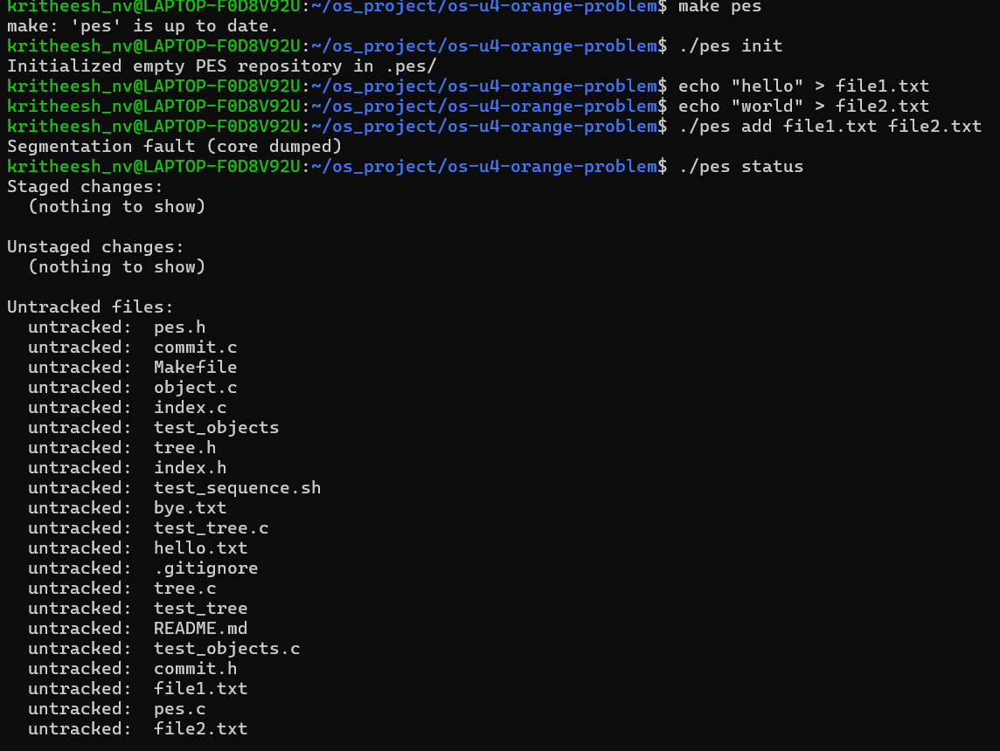 kritheesh_nv@LAPTOP-F0D8V92U:~/os_project/os-u4-orange-problem$ make pes
make: 'pes' is up to date.
kritheesh_nv@LAPTOP-F0D8V92U:~/os_project/os-u4-orange-problem$ ./pes init
Initialized empty PES repository in .pes/
kritheesh_nv@LAPTOP-F0D8V92U:~/os_project/os-u4-orange-problem$ echo "hello" > file1.txt
kritheesh_nv@LAPTOP-F0D8V92U:~/os_project/os-u4-orange-problem$ echo "world" > file2.txt
kritheesh_nv@LAPTOP-F0D8V92U:~/os_project/os-u4-orange-problem$ ./pes add file1.txt file2.txt
Segmentation fault (core dumped)
kritheesh_nv@LAPTOP-F0D8V92U:~/os_project/os-u4-orange-problem$ ./pes status
Staged changes:
  (nothing to show)

Unstaged changes:
  (nothing to show)

Untracked files:
  untracked:  pes.h
  untracked:  commit.c
  untracked:  Makefile
  untracked:  object.c
  untracked:  index.c
  untracked:  test_objects
  untracked:  tree.h
  untracked:  index.h
  untracked:  test_sequence.sh
  untracked:  bye.txt
  untracked:  test_tree.c
  untracked:  hello.txt
  untracked:  .gitignore
  untracked:  tree.c
  untracked:  test_tree
  untracked:  README.md
  untracked:  test_objects.c
  untracked:  commit.h
  untracked:  file1.txt
  untracked:  pes.c
  untracked:  file2.txt